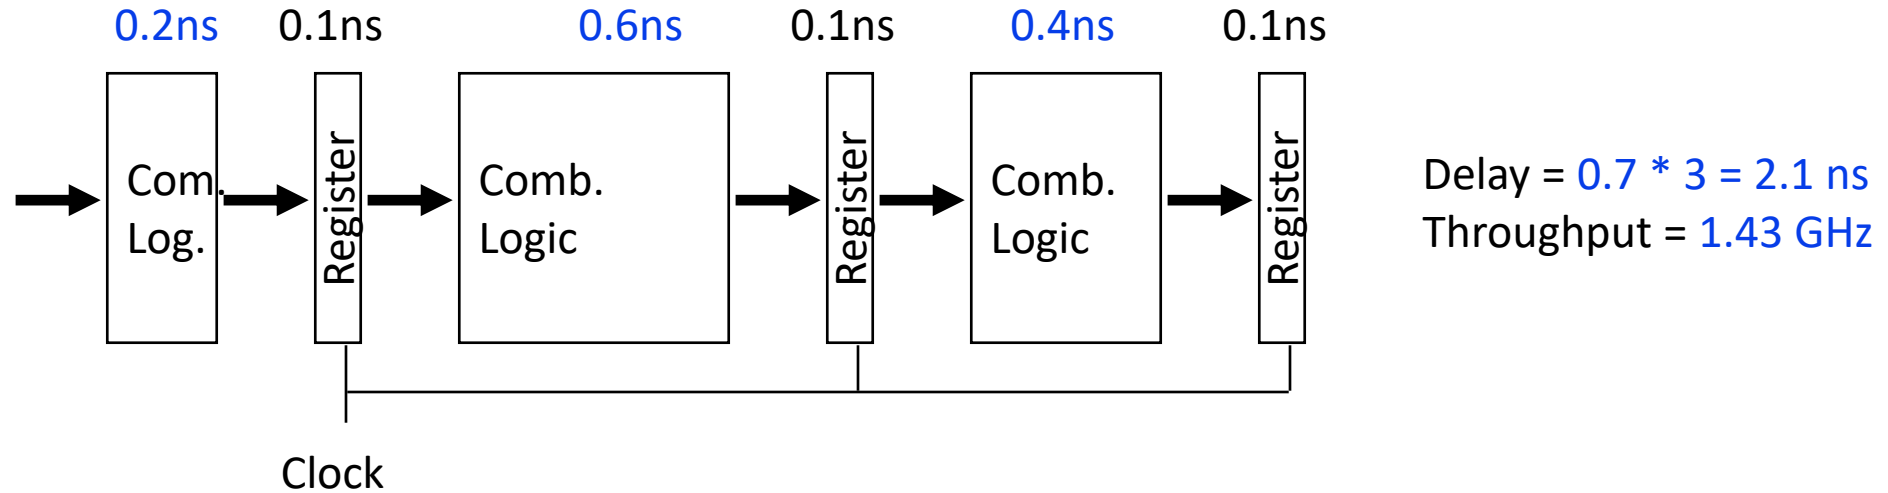 0.2ns 0.1ns 0.6ns 0.1ns 0.4ns 0.1ns
Com.
Log.
Register
Comb.
Logic
Register
Comb.
Logic
Register
Delay = 0.7 * 3 = 2.1 ns
Throughput = 1.43 GHz
Clock